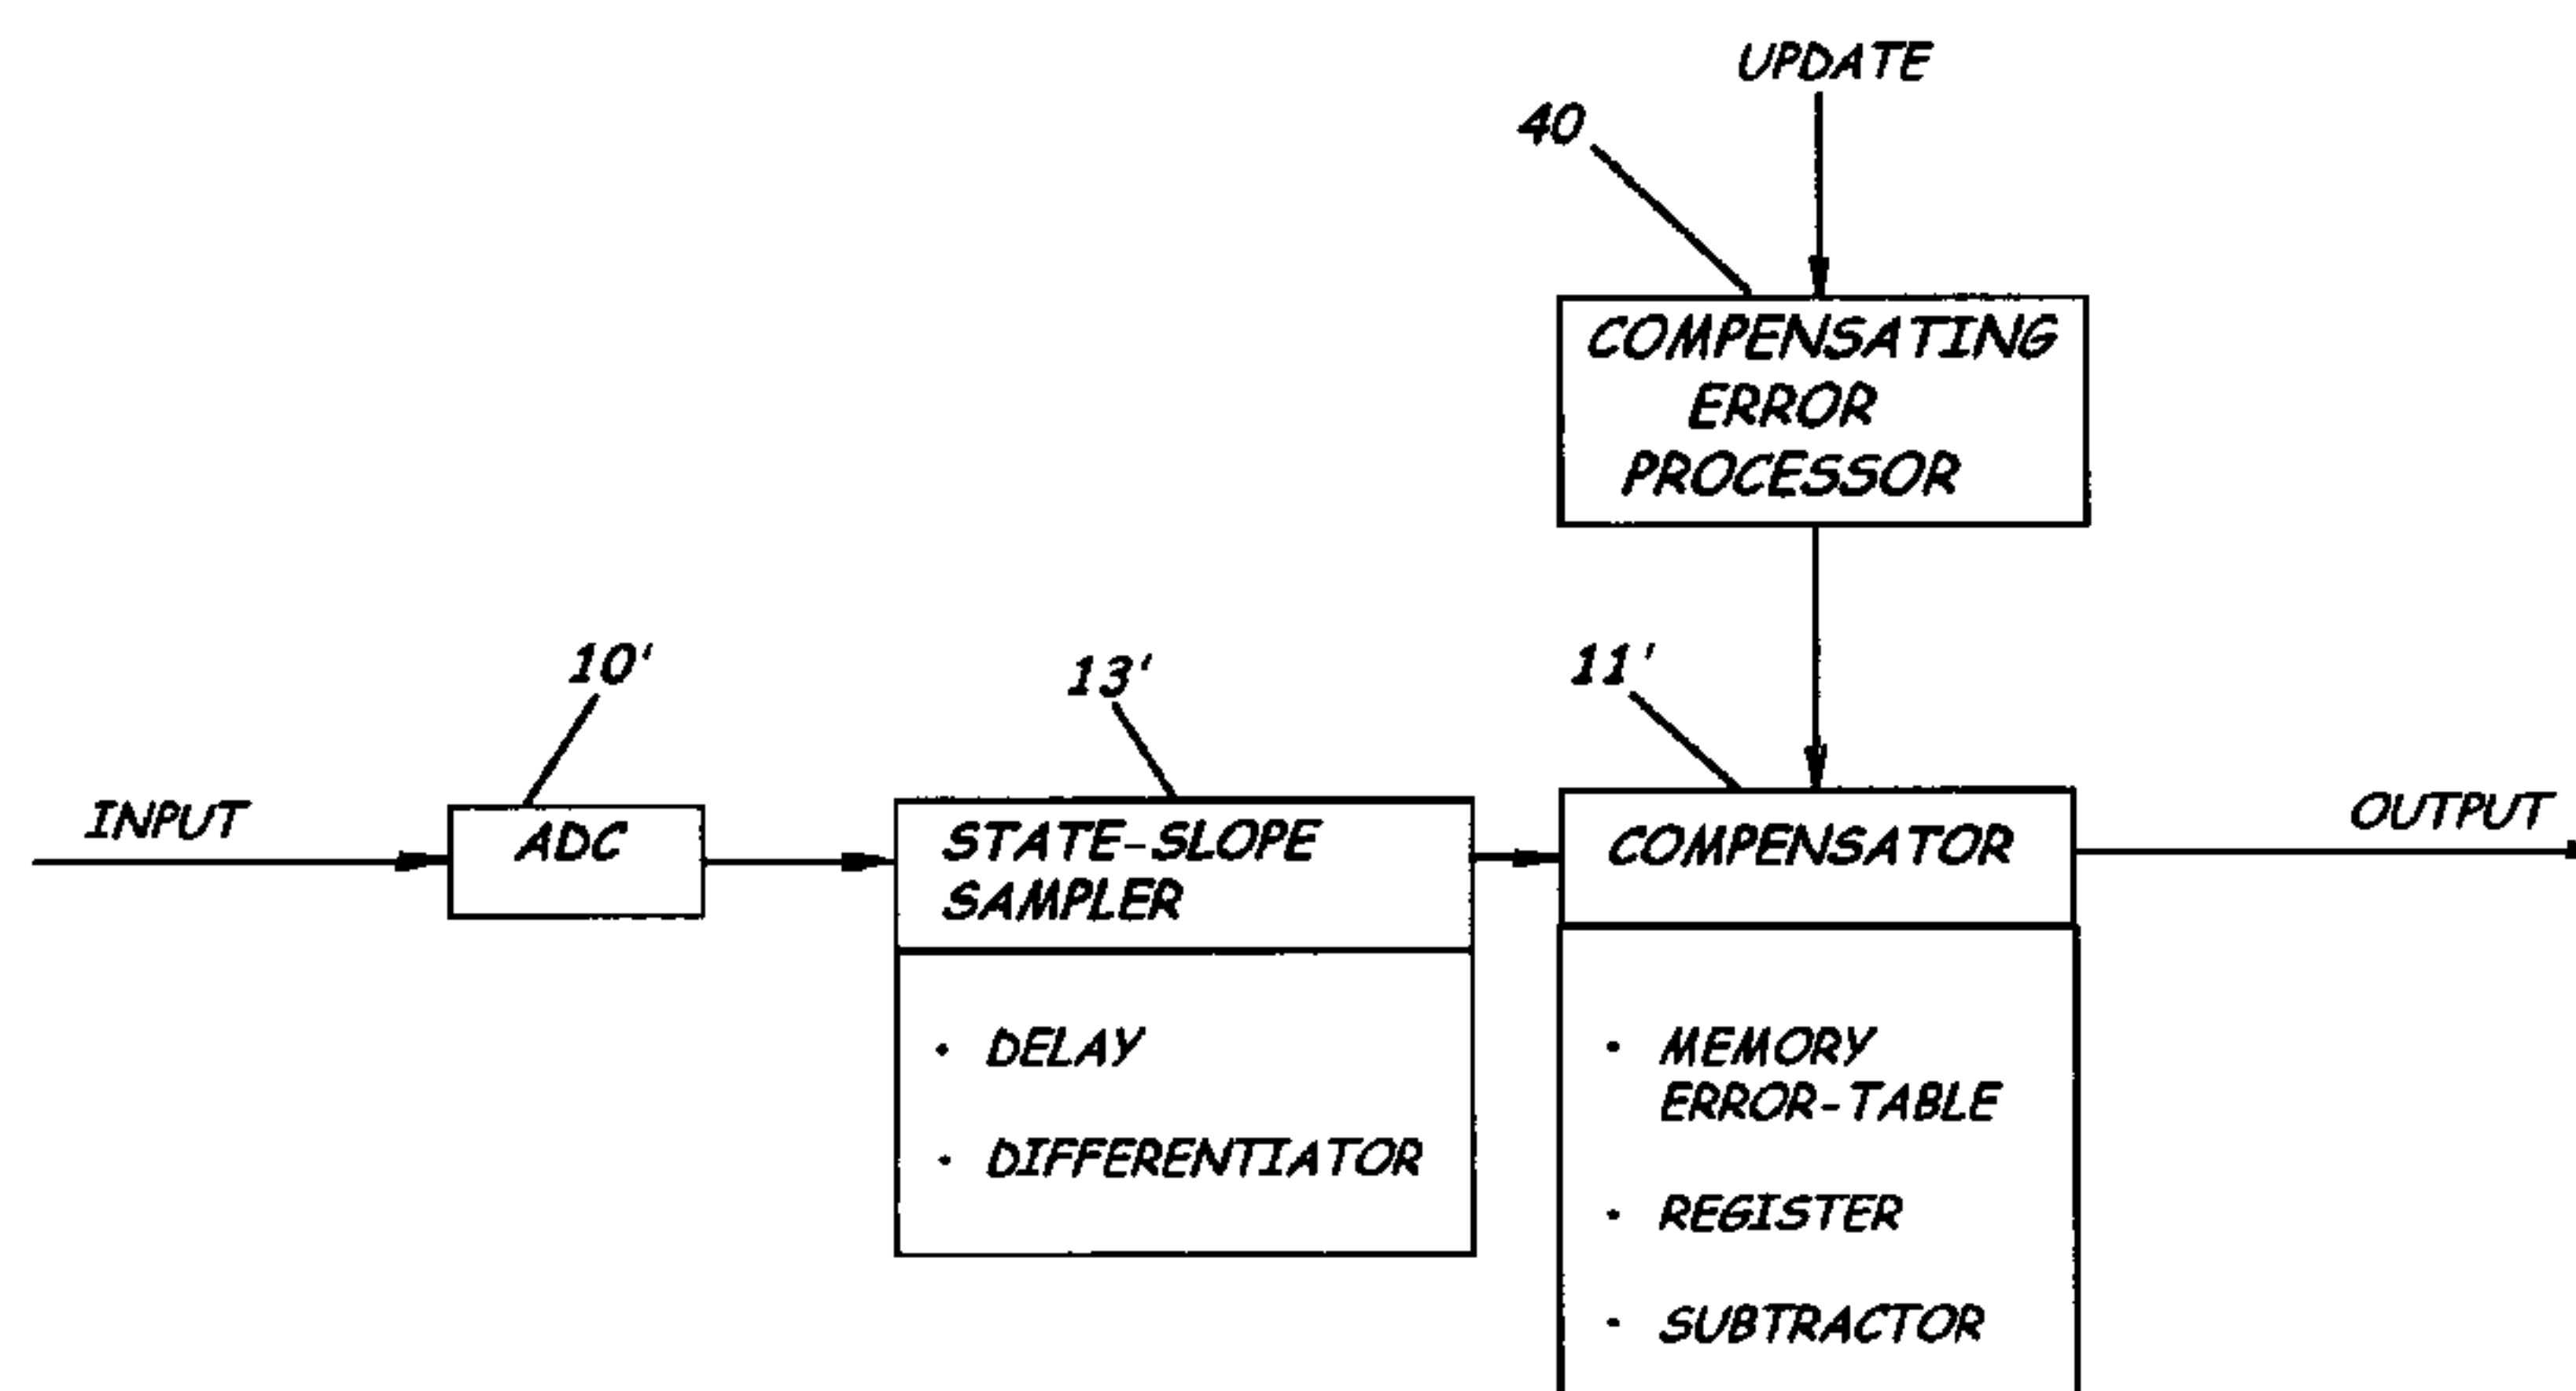 UPDATE
40
COMPENSATING
ERROR
PROCESSOR
10'
13'
11'
INPUT
ADC
STATE-SLOPE
SAMPLER
COMPENSATOR
OUTPUT
· DELAY
· DIFFERENTIATOR
· MEMORY
ERROR-TABLE
· REGISTER
· SUBTRACTOR